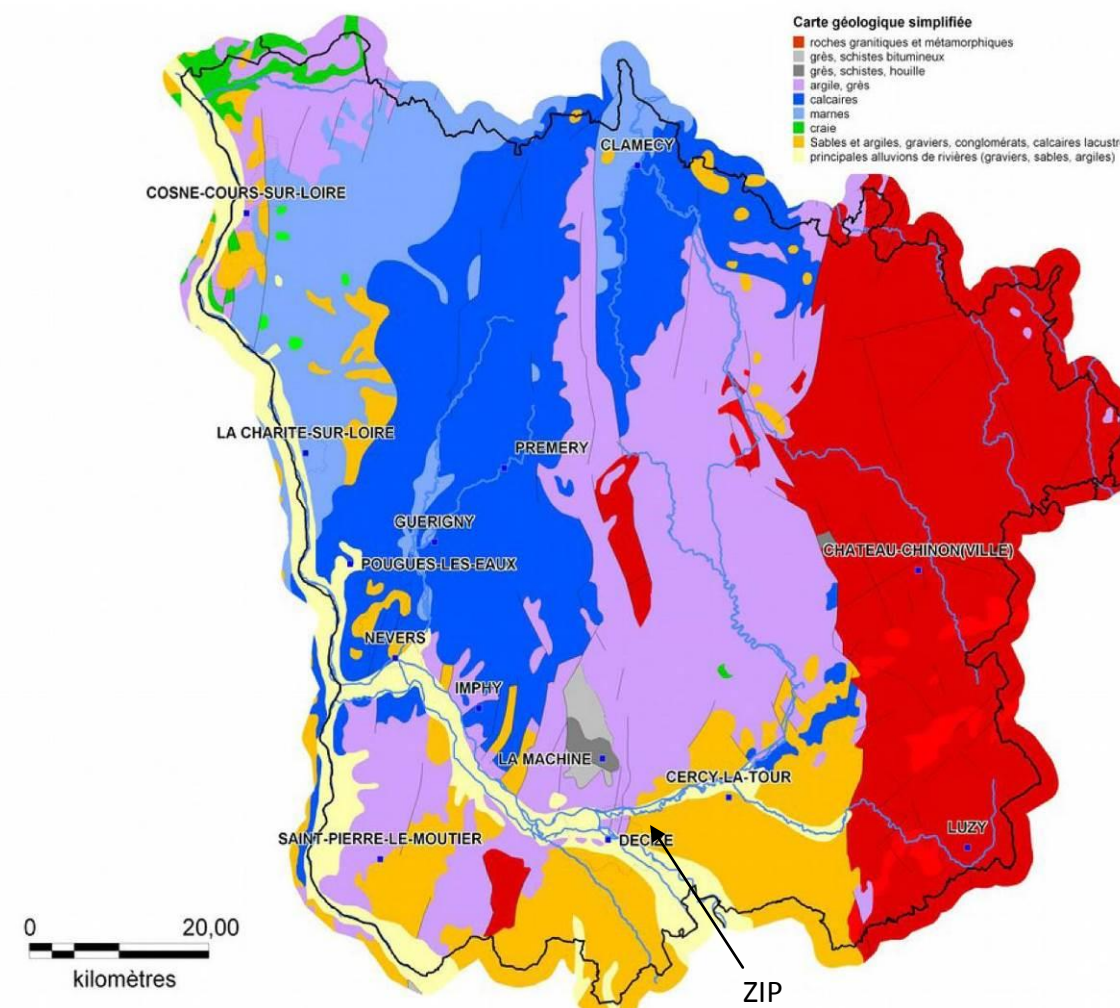 Carte géologique simplifiée
roches granitiques et métamorphiques
grès, schistes bitumineux
grès, schistes, houille
argile, grès
calcaires
marnes
craie
Sables et argiles, graviers, conglomérats, calcaires lacustr
principales alluvions de rivières (graviers, sables, argiles)
CLAMECY
COSNE-COURS-SUR-LOIRE
LA CHARITE-SUR-LOIRE
PREMERY
GUERIGNY
CHATEAU-CHINON(VILLE)
POUGUES-LES-EAUX
NEVERS
IMPHY
LA MACHINE
CERCY-LA-TOUR
LUZY
SAINT-PIERRE-LE-MOUTIER
DECIZE
0 20,00
kilomètres
ZIP